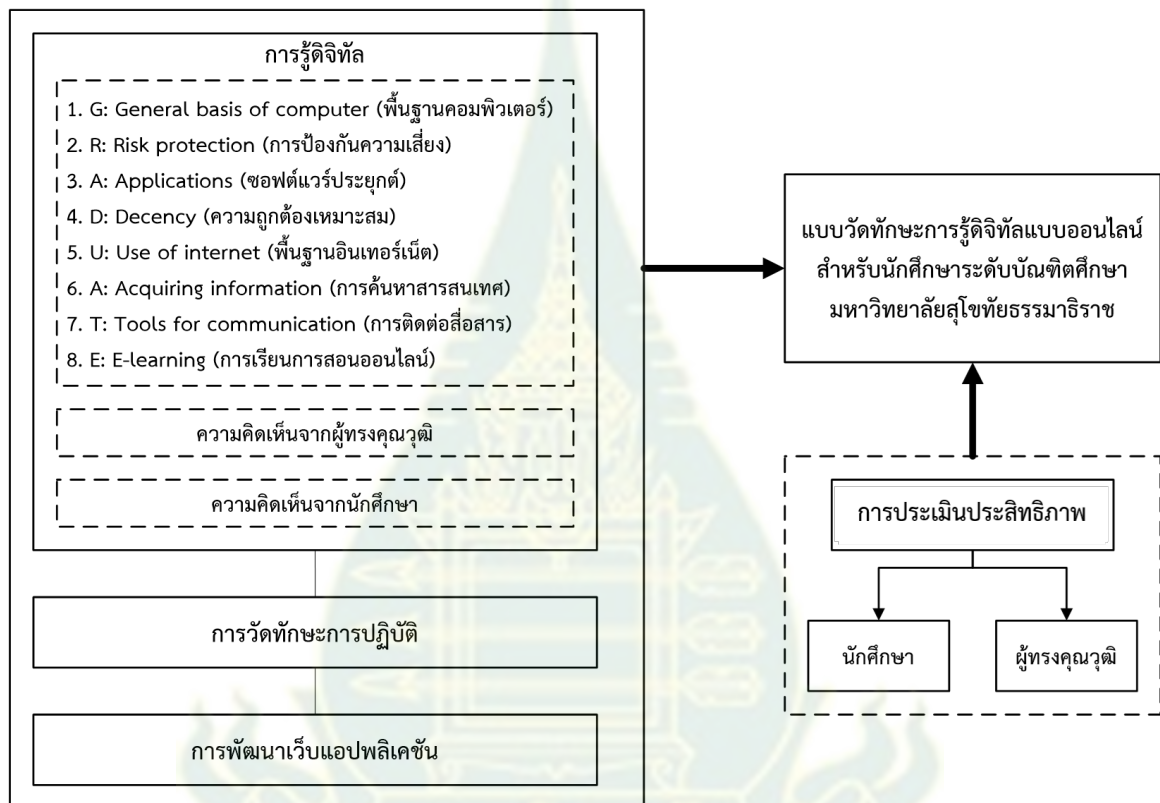 การรู้ดิจิทัล
1. G: General basis of computer (พื้นฐานคอมพิวเตอร์)
2. R: Risk protection (การป้องกันความเสี่ยง)
3. A: Applications (ซอฟต์แวร์ประยุกต์)
4. D: Decency (ความถูกต้องเหมาะสม)
5. U: Use of internet (พื้นฐานอินเทอร์เน็ต)
6. A: Acquiring information (การค้นหาสารสนเทศ)
7. T: Tools for communication (การติดต่อสื่อสาร)
8. E: E-learning (การเรียนการสอนออนไลน์)
ความคิดเห็นจากผู้ทรงคุณวุฒิ
ความคิดเห็นจากนักศึกษา
การวัดทักษะการปฏิบัติ
การพัฒนาเว็บแอปพลิเคชัน
แบบวัดทักษะการรู้ดิจิทัลแบบออนไลน์
สำหรับนักศึกษาระดับบัณฑิตศึกษา
มหาวิทยาลัยสุโขทัยธรรมาธิราช
การประเมินประสิทธิภาพ
นักศึกษา
ผู้ทรงคุณวุฒิ